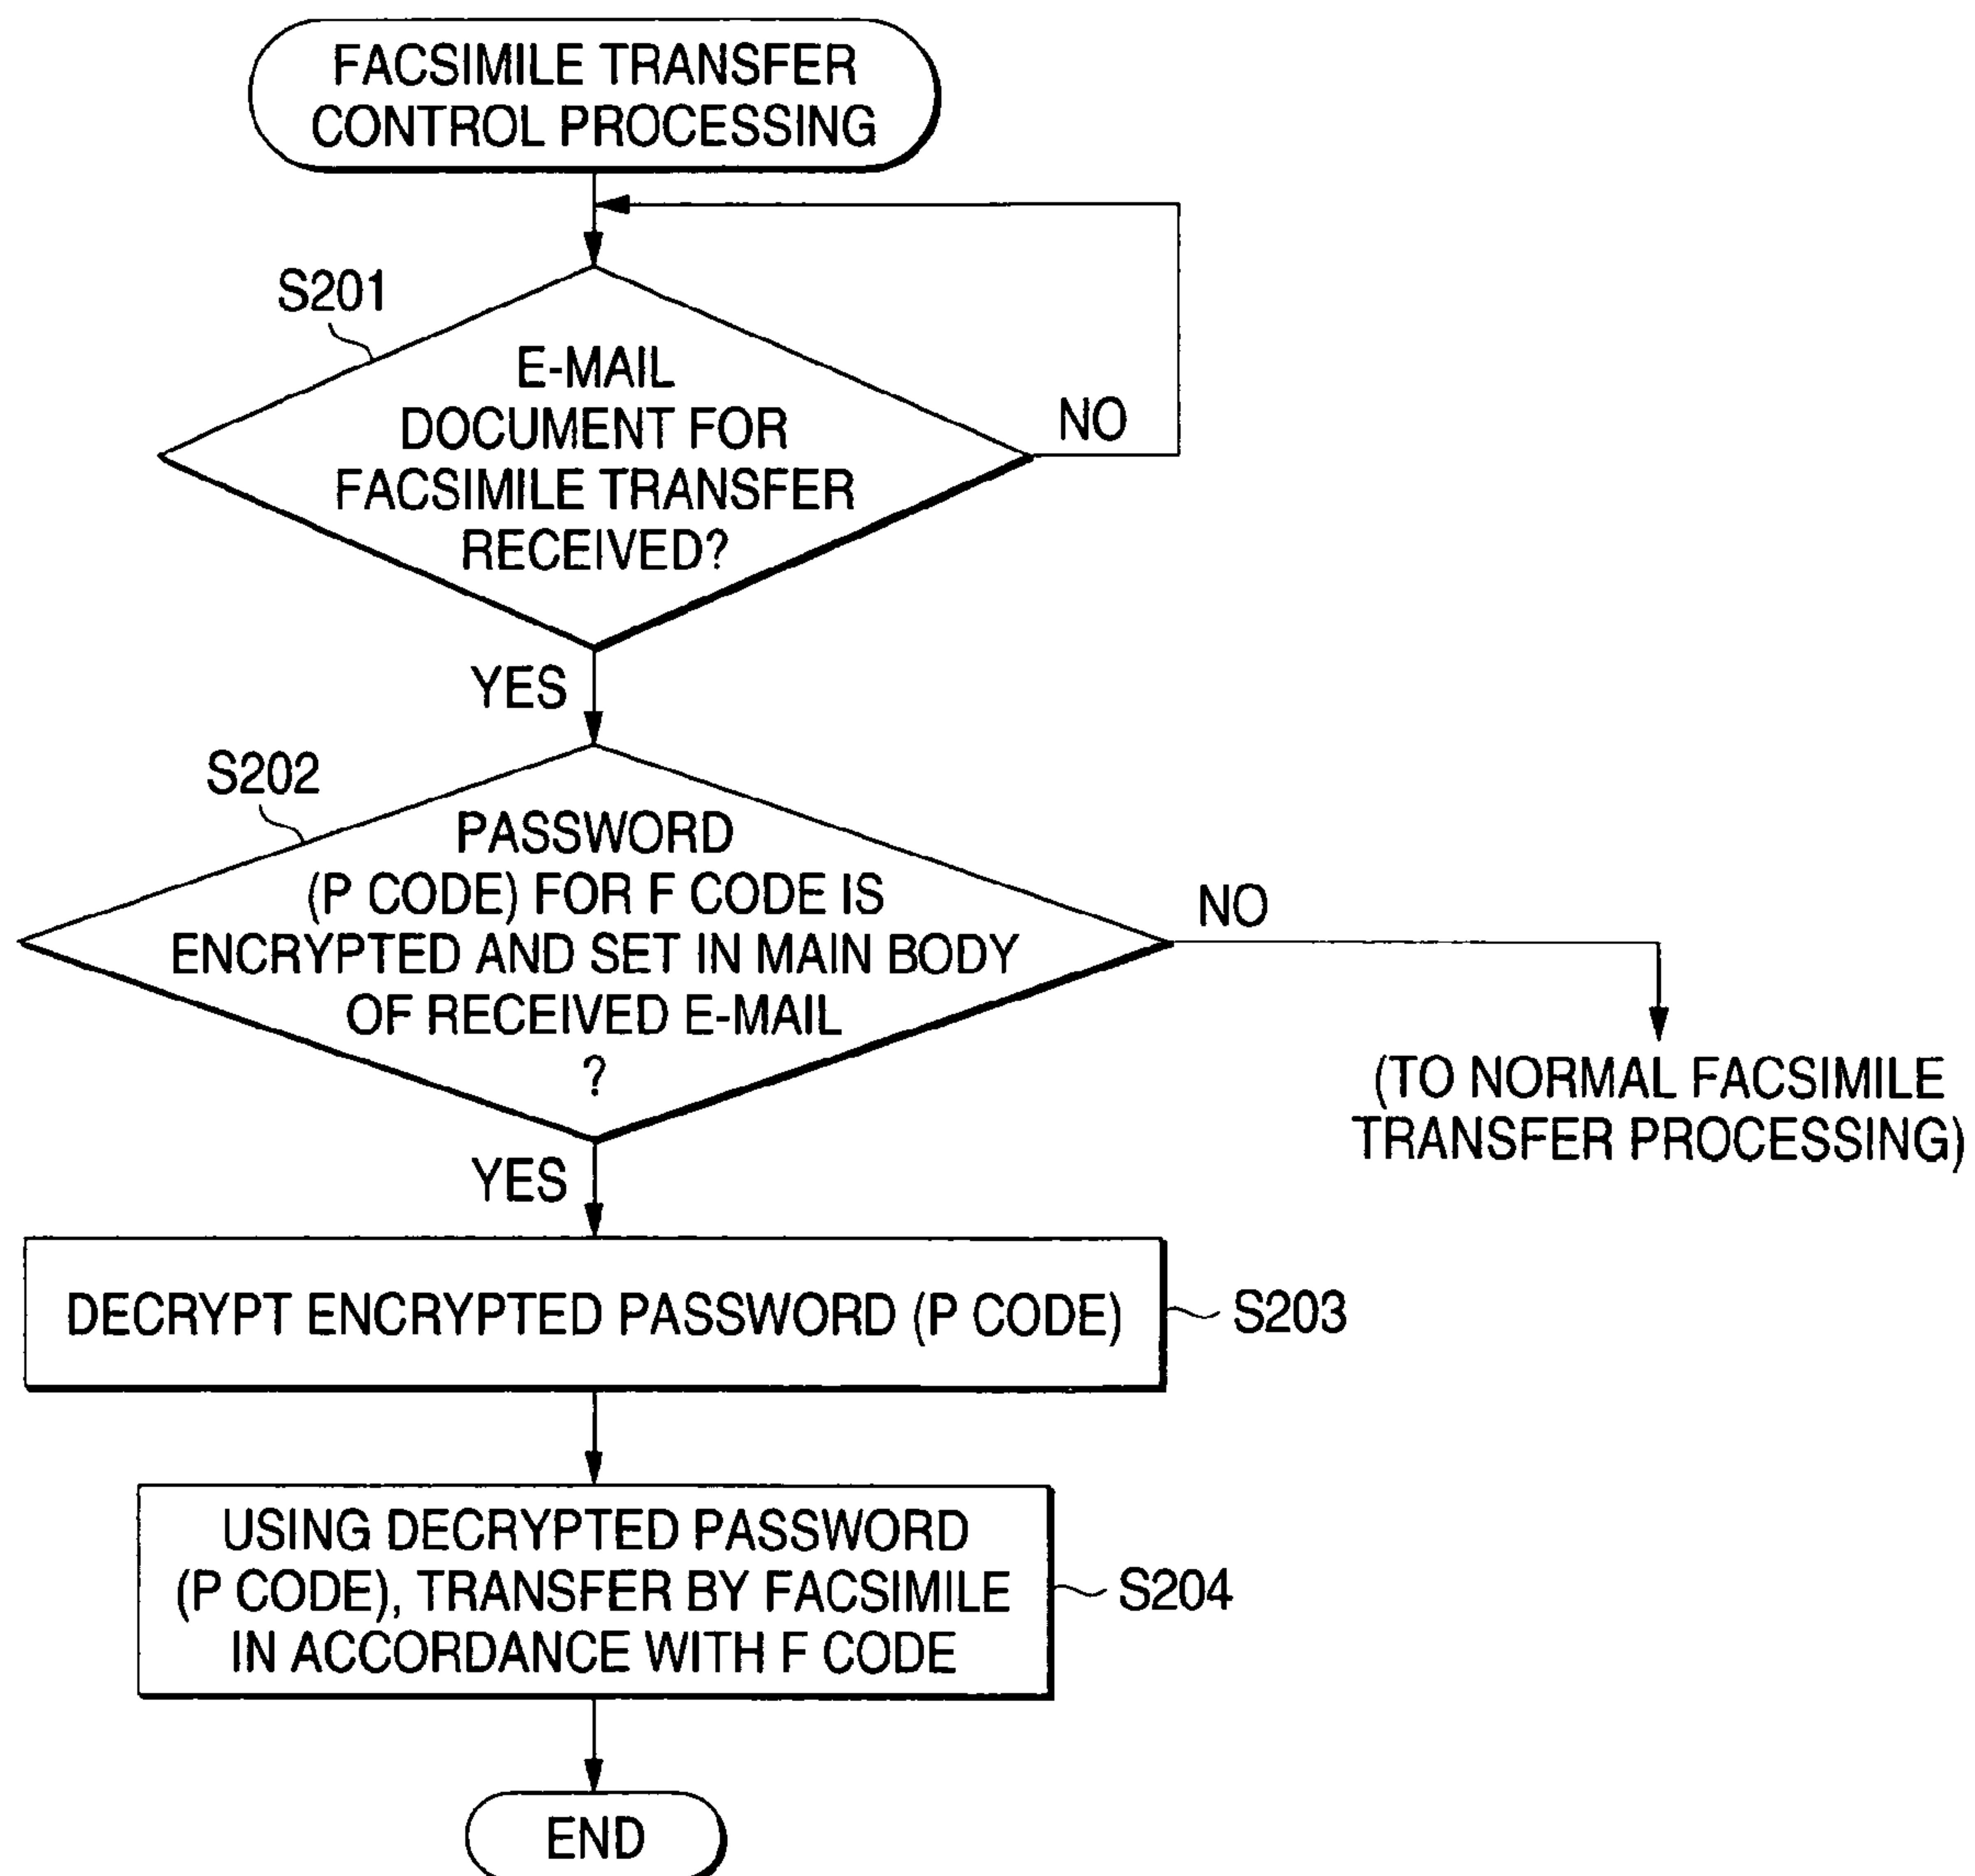 FACSIMILE TRANSFER
CONTROL PROCESSING
S201
E-MAIL
DOCUMENT FOR
FACSIMILE TRANSFER
RECEIVED?
NO
YES
S202
PASSWORD
(P CODE) FOR F CODE IS
ENCRYPTED AND SET IN MAIN BODY
OF RECEIVED E-MAIL
?
NO
(TO NORMAL FACSIMILE
TRANSFER PROCESSING)
YES
DECRYPT ENCRYPTED PASSWORD (P CODE)
S203
USING DECRYPTED PASSWORD
(P CODE), TRANSFER BY FACSIMILE
IN ACCORDANCE WITH F CODE
S204
END